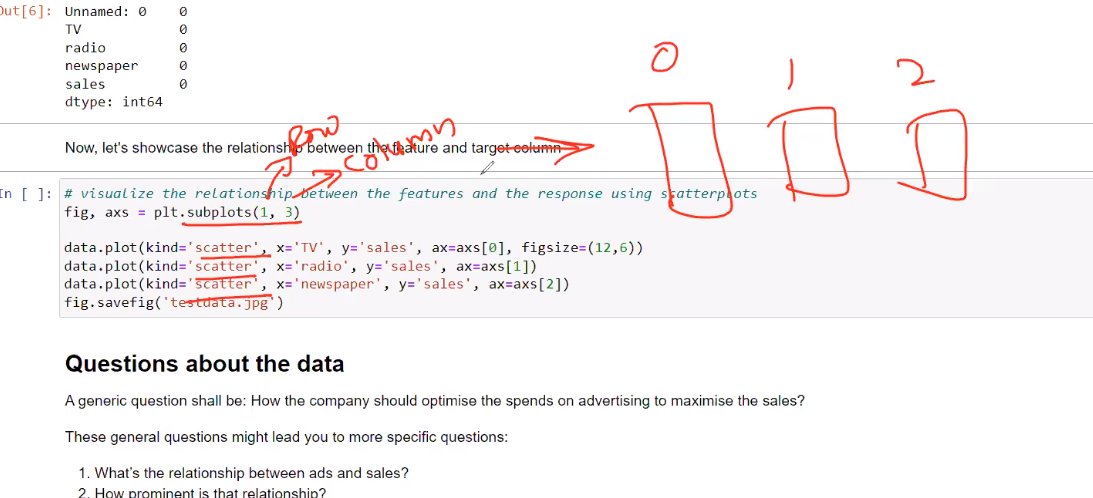 Out[6]: Unnamed: 0    0
TV            0
radio         0
newspaper     0
sales         0
dtype: int64
0 1 2
Row
Column
Now, let's showcase the relationship between the feature and target column
In [ ]: # visualize the relationship between the features and the response using scatterplots
fig, axs = plt.subplots(1, 3)
data.plot(kind='scatter', x='TV', y='sales', ax=axs[0], figsize=(12,6))
data.plot(kind='scatter', x='radio', y='sales', ax=axs[1])
data.plot(kind='scatter', x='newspaper', y='sales', ax=axs[2])
fig.savefig('testdata.jpg')
Questions about the data
A generic question shall be: How the company should optimise the spends on advertising to maximise the sales?
These general questions might lead you to more specific questions:
1. What's the relationship between ads and sales?
2. How prominent is that relationship?